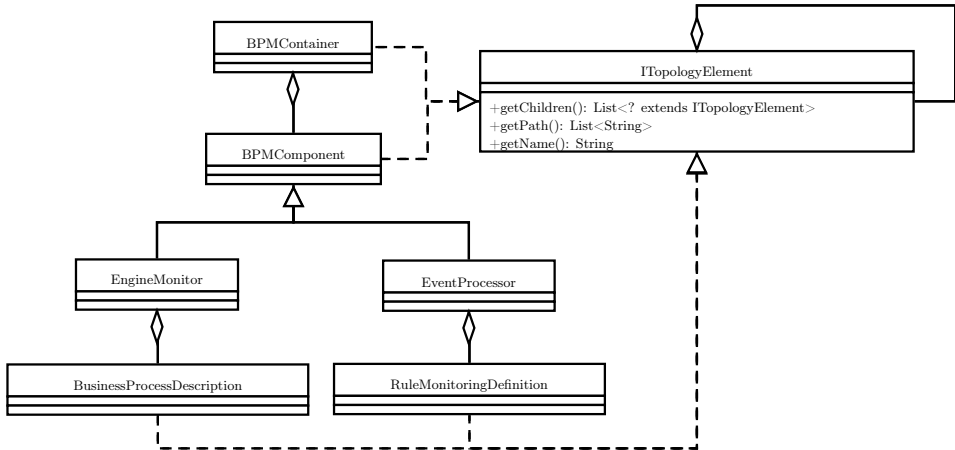 BPMContainer
ITopologyElement
+getChildren(): List<? extends ITopologyElement>
+getPath(): List<String>
+getName(): String
BPMComponent
EngineMonitor
EventProcessor
BusinessProcessDescription
RuleMonitoringDefinition